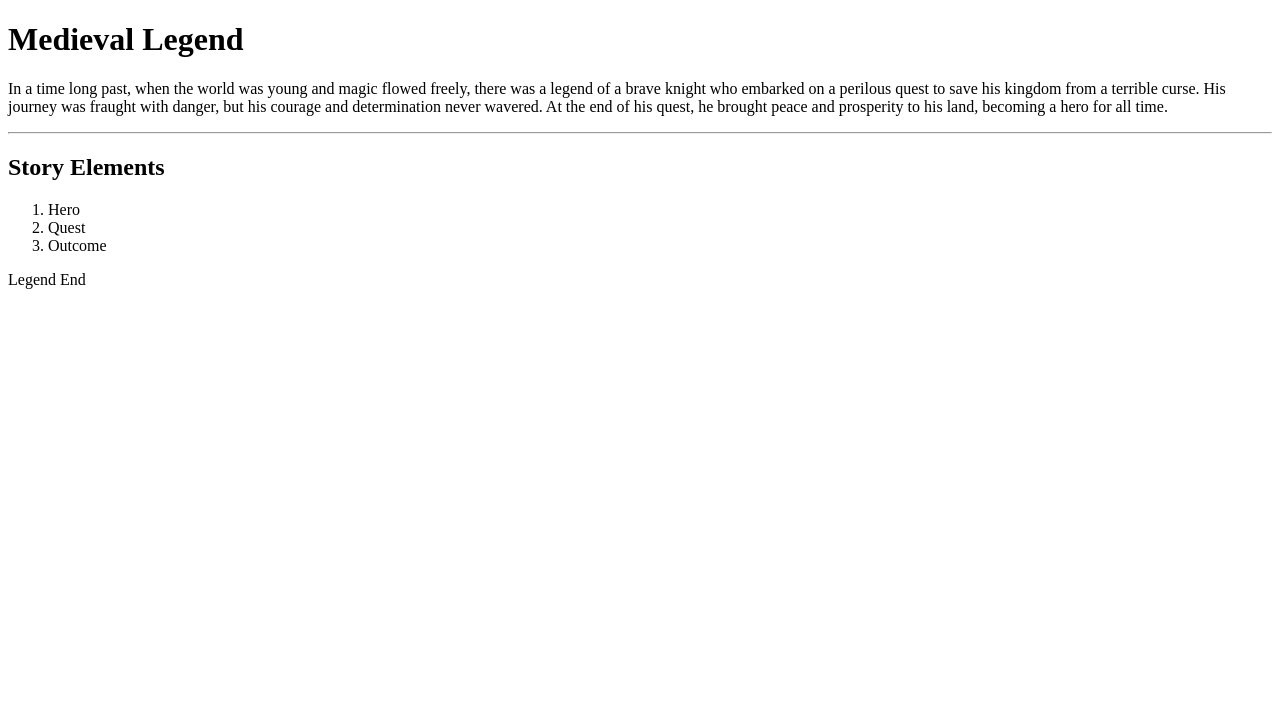 Medieval Legend
In a time long past, when the world was young and magic flowed freely, there was a legend of a brave knight who embarked on a perilous quest to save his kingdom from a terrible curse. His
journey was fraught with danger, but his courage and determination never wavered. At the end of his quest, he brought peace and prosperity to his land, becoming a hero for all time.
Story Elements
1. Hero
2. Quest
3. Outcome
Legend End